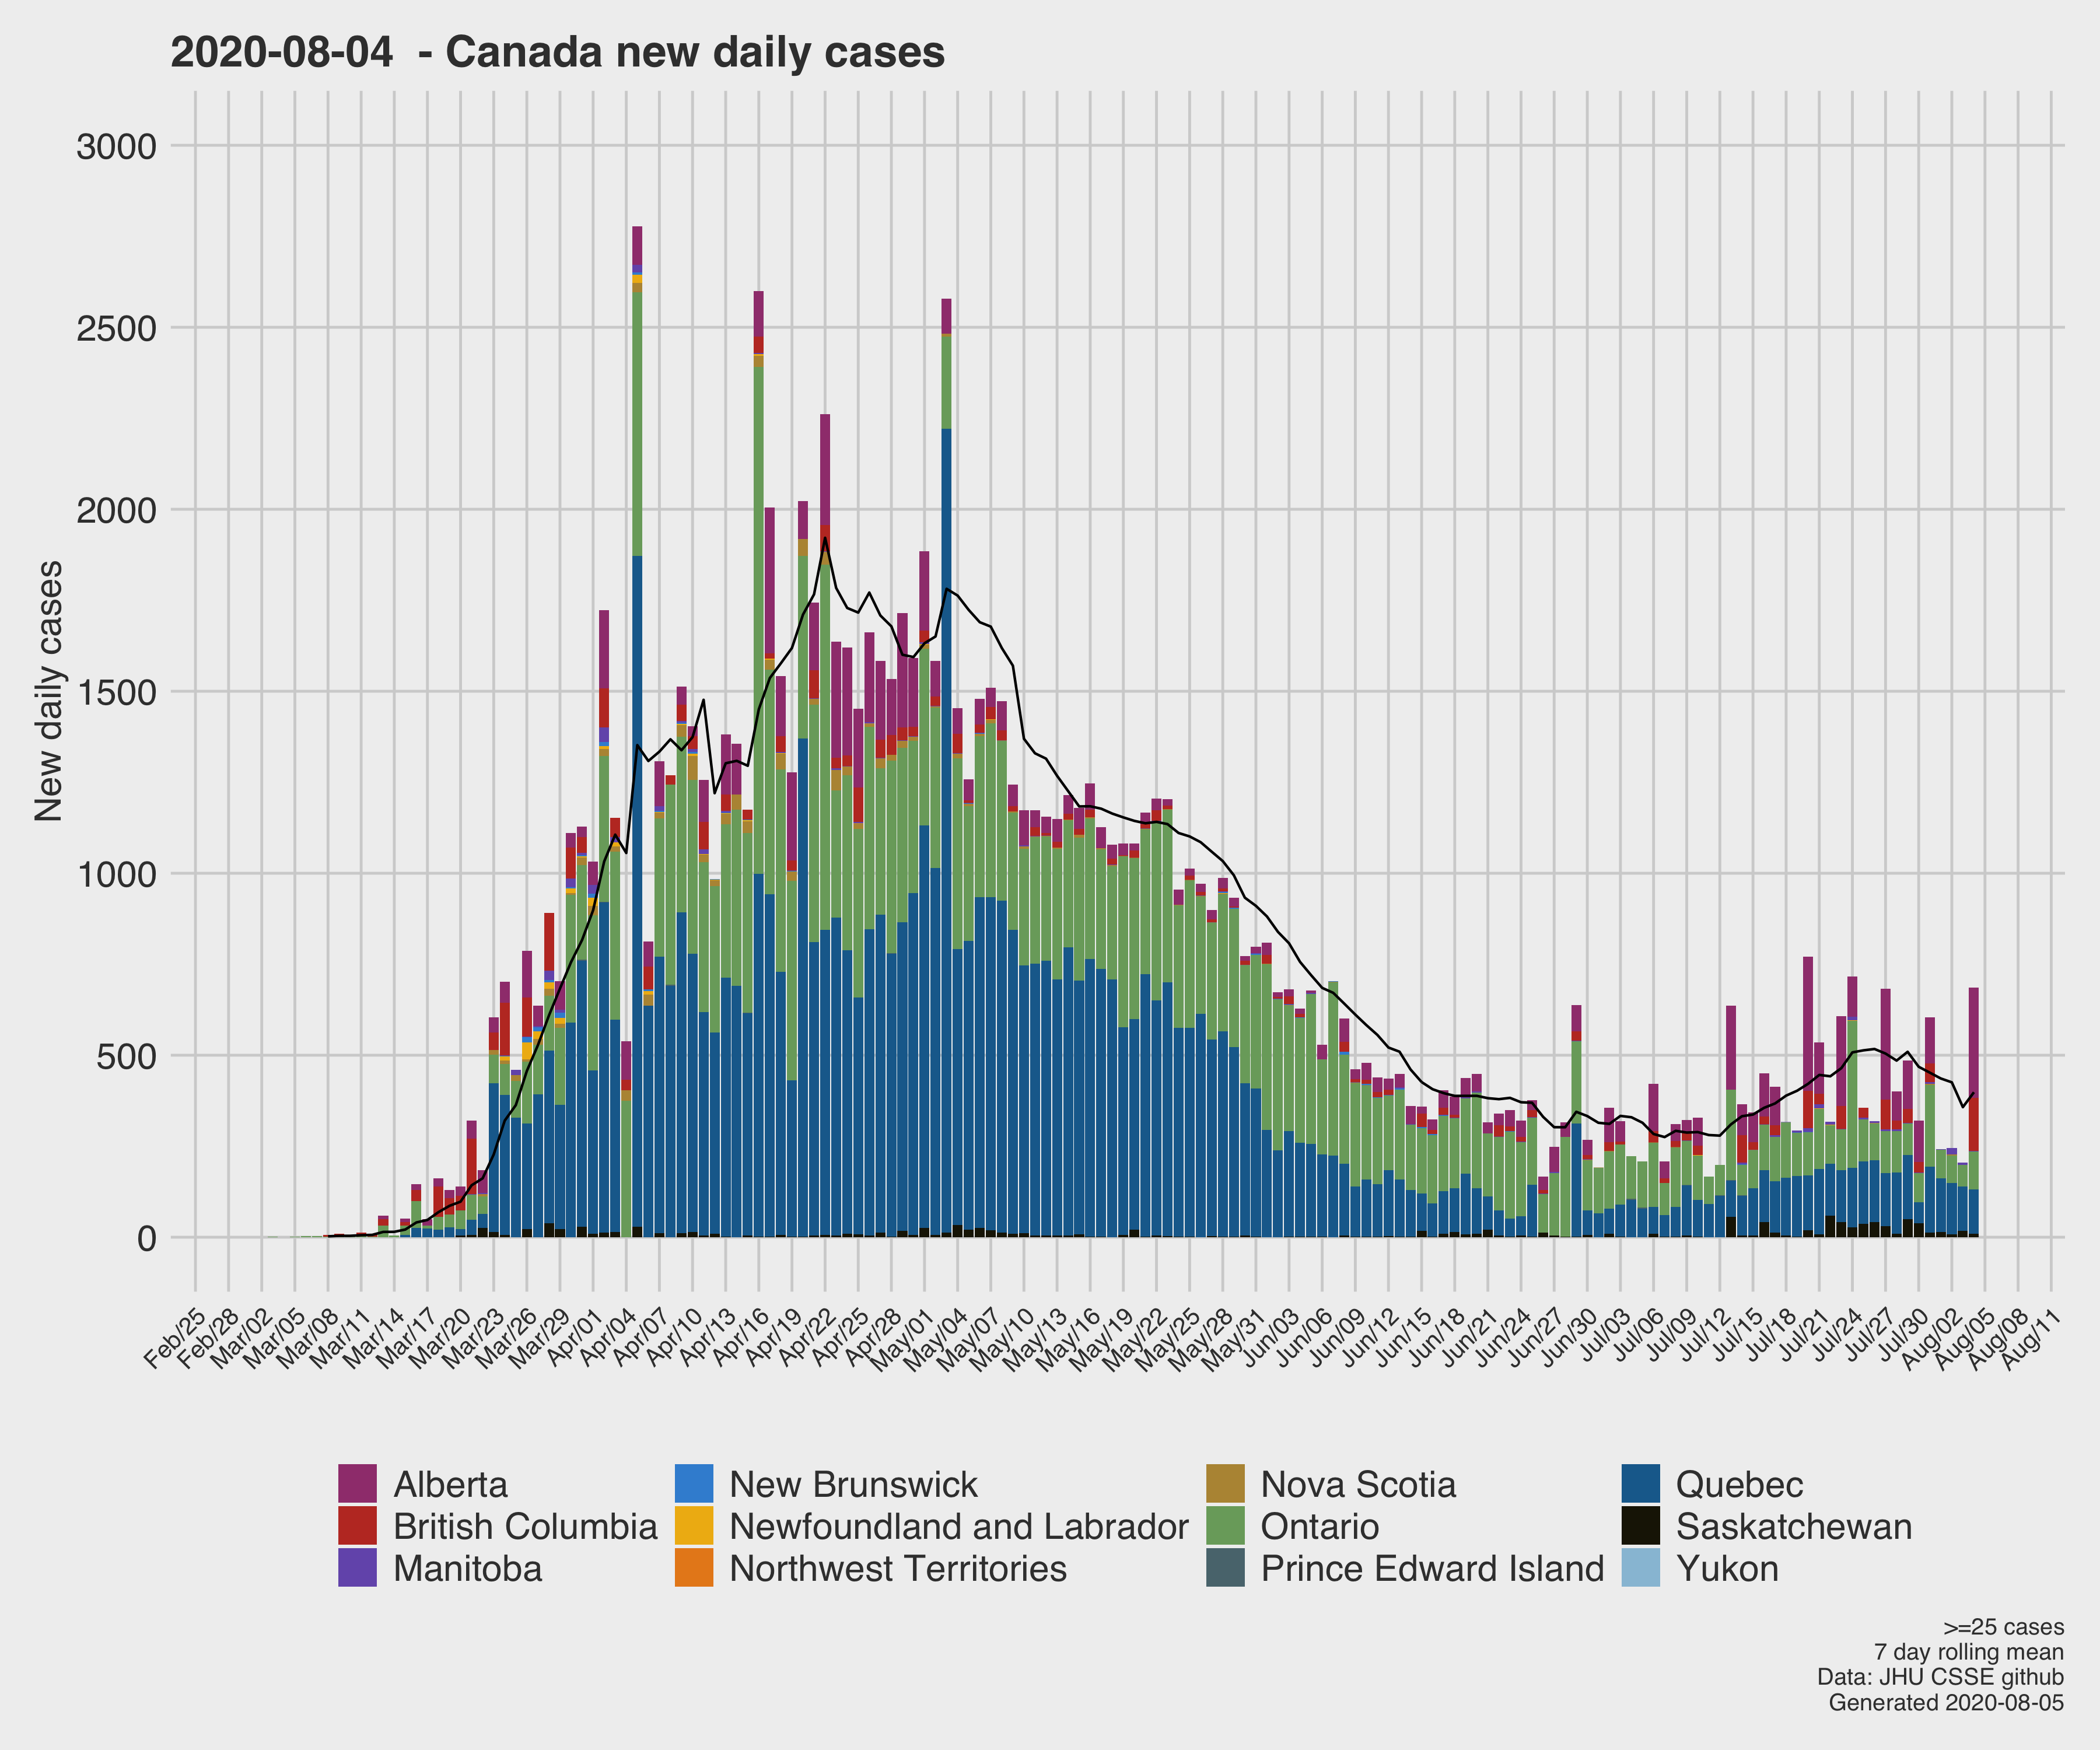 2020-08-04  - Canada new daily cases
New daily cases
3000
2500
2000
1500
1000
500
0
Feb/25 Feb/28 Mar/02 Mar/05 Mar/08 Mar/11 Mar/14 Mar/17 Mar/20 Mar/23 Mar/26 Mar/29 Apr/01 Apr/04 Apr/07 Apr/10 Apr/13 Apr/16 Apr/19 Apr/22 Apr/25 Apr/28 May/01 May/04 May/07 May/10 May/13 May/16 May/19 May/22 May/25 May/28 May/31 Jun/03 Jun/06 Jun/09 Jun/12 Jun/15 Jun/18 Jun/21 Jun/24 Jun/27 Jun/30 Jul/03 Jul/06 Jul/09 Jul/12 Jul/15 Jul/18 Jul/21 Jul/24 Jul/27 Jul/30 Aug/02 Aug/05 Aug/08 Aug/11
Alberta New Brunswick Nova Scotia Quebec
British Columbia Newfoundland and Labrador Ontario Saskatchewan
Manitoba Northwest Territories Prince Edward Island Yukon
>=25 cases
7 day rolling mean
Data: JHU CSSE github
Generated 2020-08-05